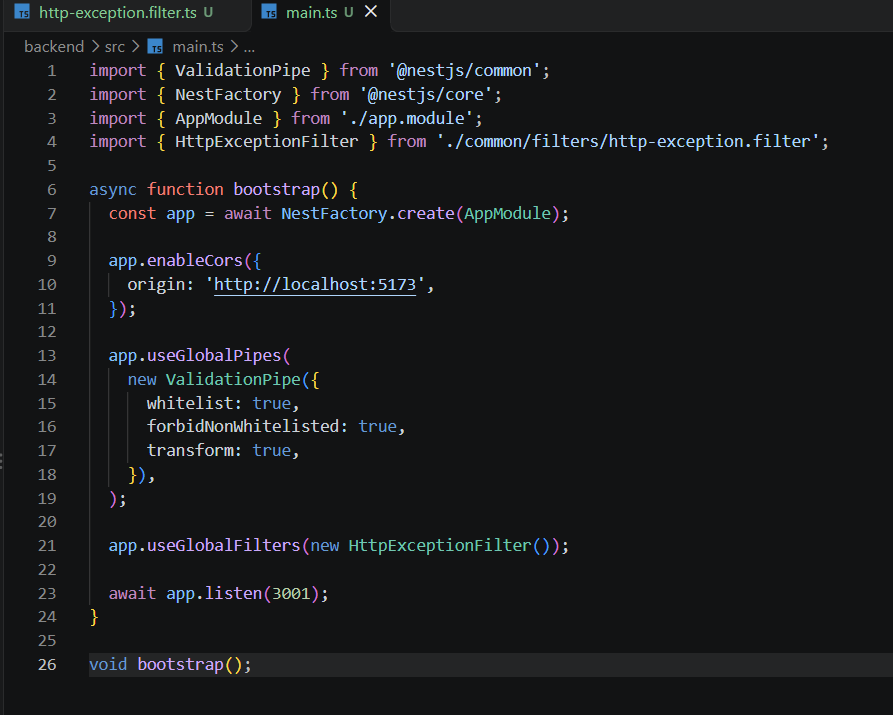 TS http-exception.filter.ts U TS main.ts U ×
backend > src > TS main.ts > ...
1 import { ValidationPipe } from '@nestjs/common';
2 import { NestFactory } from '@nestjs/core';
3 import { AppModule } from './app.module';
4 import { HttpExceptionFilter } from './common/filters/http-exception.filter';
5
6 async function bootstrap() {
7   const app = await NestFactory.create(AppModule);
8
9   app.enableCors({
10     origin: 'http://localhost:5173',
11   });
12
13   app.useGlobalPipes(
14     new ValidationPipe({
15       whitelist: true,
16       forbidNonWhitelisted: true,
17       transform: true,
18     }),
19   );
20
21   app.useGlobalFilters(new HttpExceptionFilter());
22
23   await app.listen(3001);
24 }
25
26 void bootstrap();